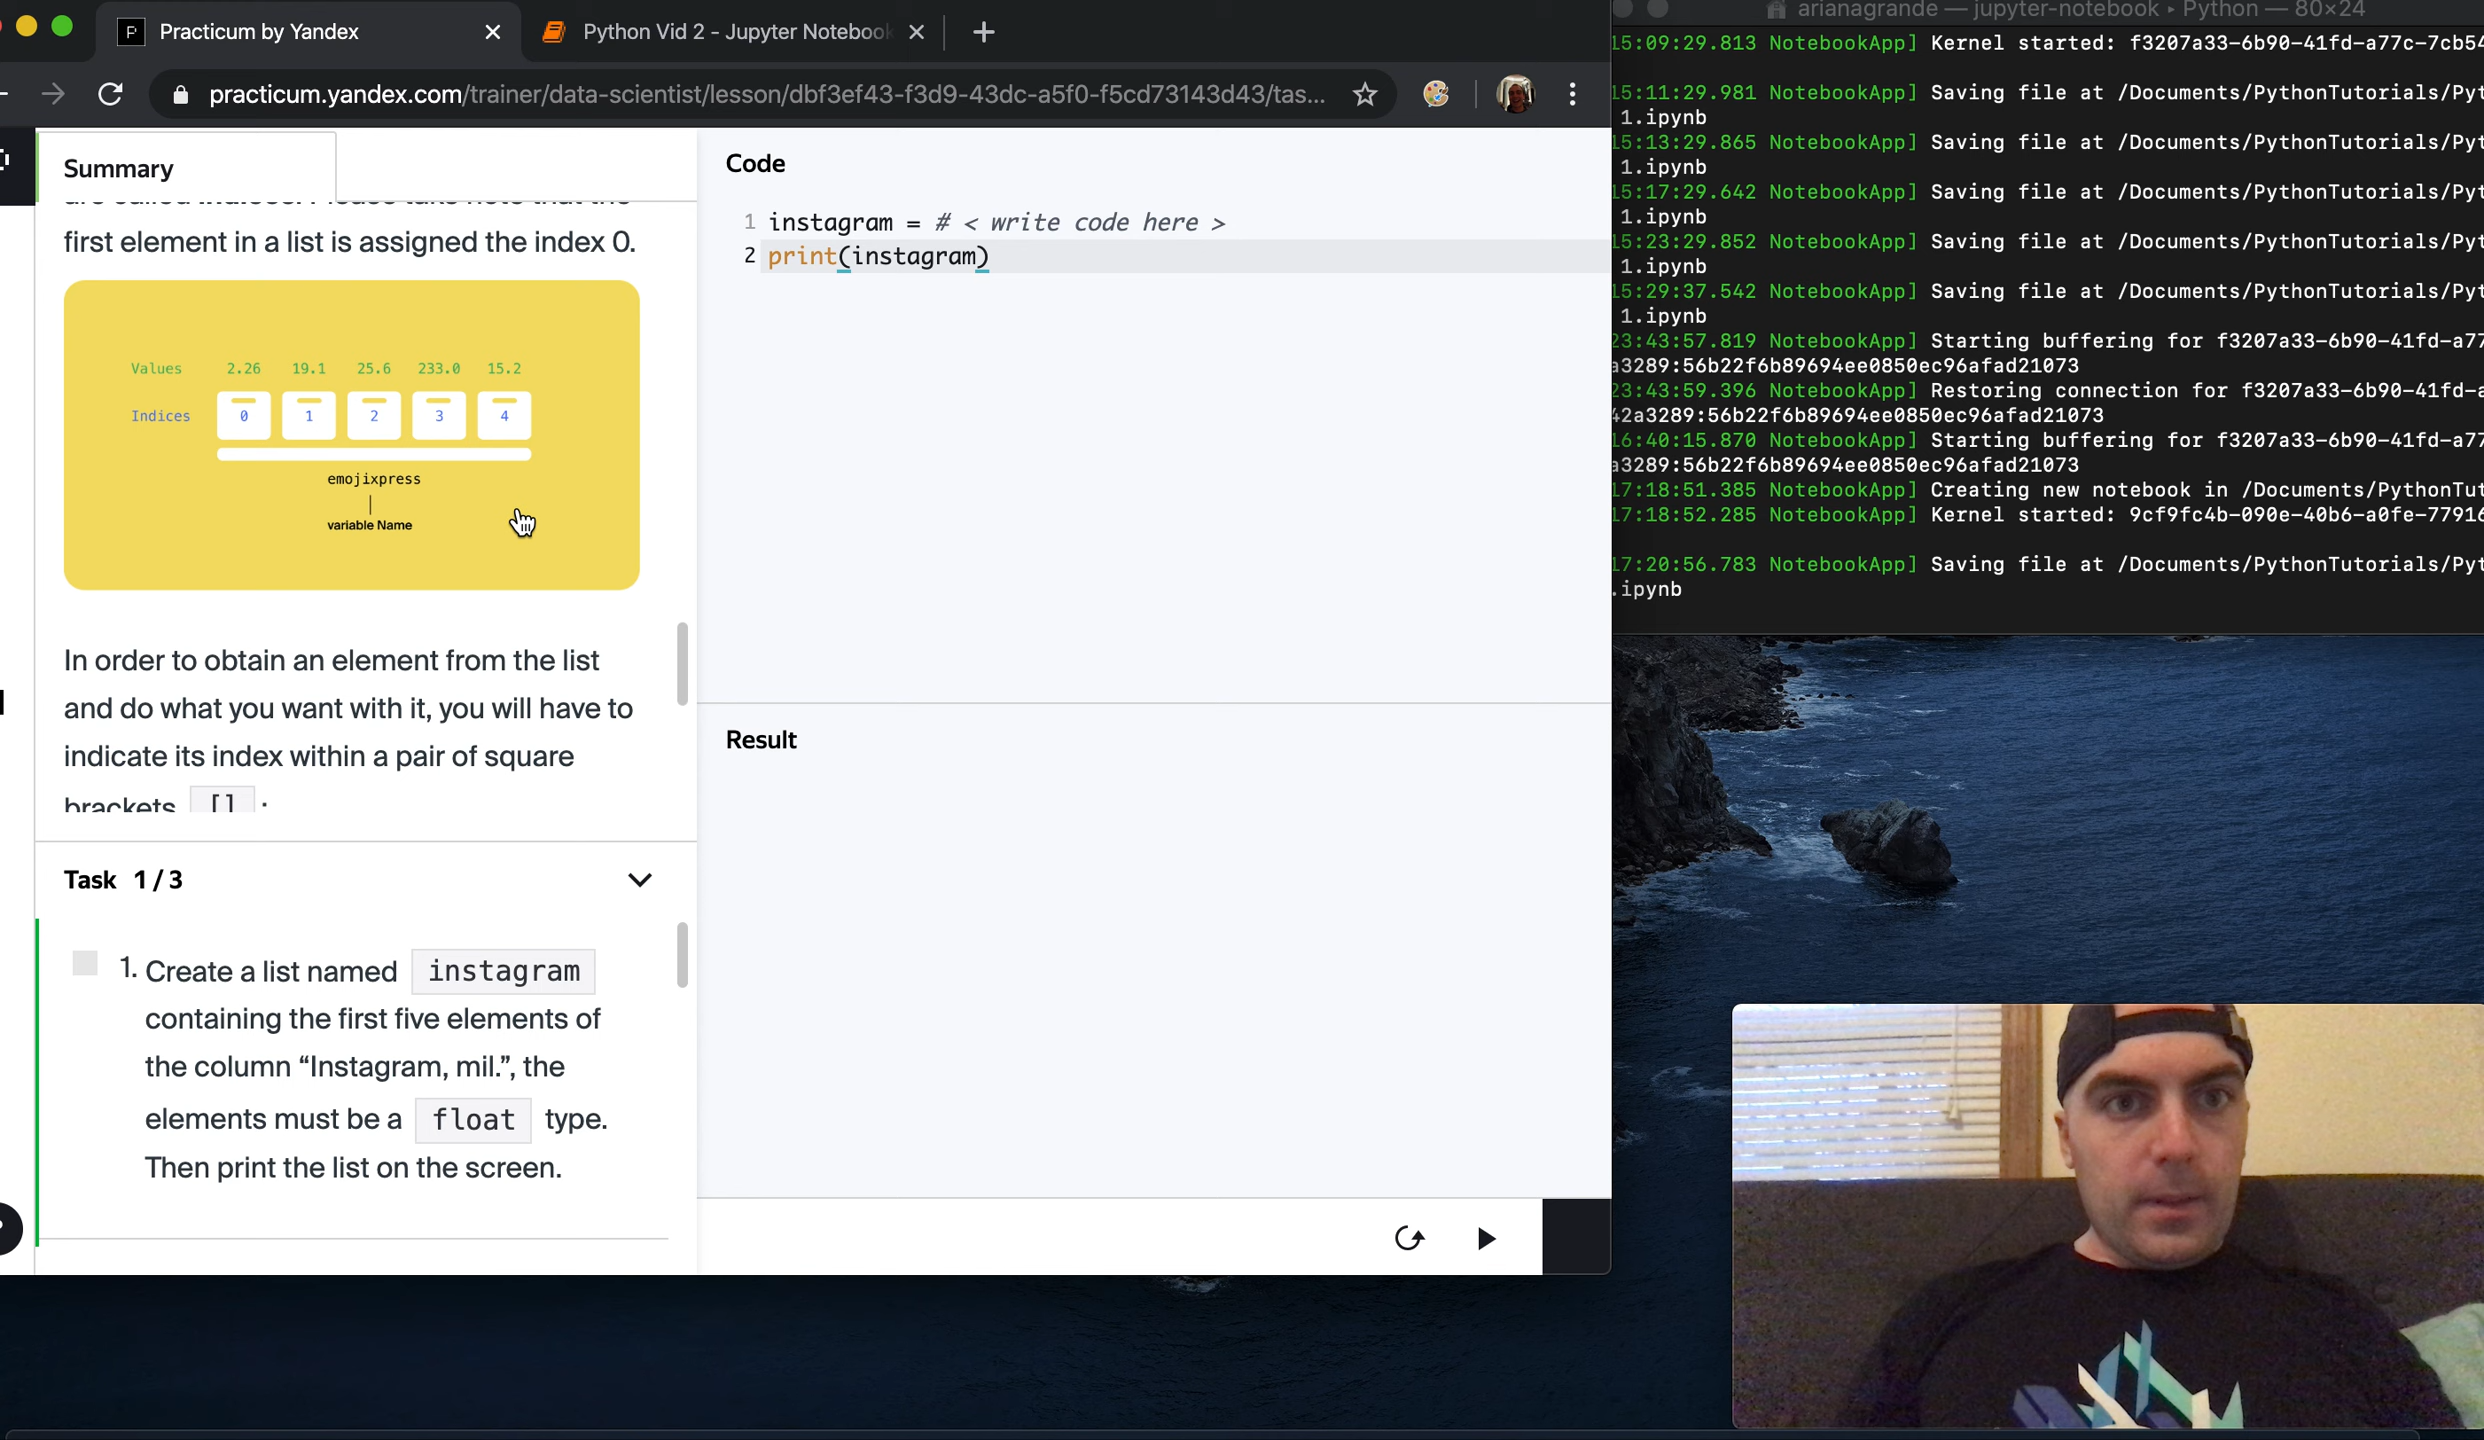 Practicum by Yandex
Python Vid 2 - Jupyter Notebook
practicum.yandex.com/trainer/data-scientist/lesson/dbf3ef43-f3d9-43dc-a5f0-f5cd73143d43/tas...
Summary
first element in a list is assigned the index 0.
Values 2.26 19.1 25.6 233.0 15.2
Indices 0 1 2 3 4
emojixpress
variable Name
In order to obtain an element from the list
and do what you want with it, you will have to
indicate its index within a pair of square
brackets [] :
Task 1 / 3
1. Create a list named instagram
containing the first five elements of
the column “Instagram, mil.”, the
elements must be a float type.
Then print the list on the screen.
Code
1 instagram = # < write code here >
2 print(instagram)
Result
arianagrande — jupyter-notebook ▸ Python — 80×24
15:09:29.813 NotebookApp] Kernel started: f3207a33-6b90-41fd-a77c-7cb54
15:11:29.981 NotebookApp] Saving file at /Documents/PythonTutorials/Pyt
1.ipynb
15:13:29.865 NotebookApp] Saving file at /Documents/PythonTutorials/Pyt
1.ipynb
15:17:29.642 NotebookApp] Saving file at /Documents/PythonTutorials/Pyt
1.ipynb
15:23:29.852 NotebookApp] Saving file at /Documents/PythonTutorials/Pyt
1.ipynb
15:29:37.542 NotebookApp] Saving file at /Documents/PythonTutorials/Pyt
1.ipynb
23:43:57.819 NotebookApp] Starting buffering for f3207a33-6b90-41fd-a77
a3289:56b22f6b89694ee0850ec96afad21073
23:43:59.396 NotebookApp] Restoring connection for f3207a33-6b90-41fd-a
42a3289:56b22f6b89694ee0850ec96afad21073
16:40:15.870 NotebookApp] Starting buffering for f3207a33-6b90-41fd-a77
a3289:56b22f6b89694ee0850ec96afad21073
17:18:51.385 NotebookApp] Creating new notebook in /Documents/PythonTut
17:18:52.285 NotebookApp] Kernel started: 9cf9fc4b-090e-40b6-a0fe-77916
17:20:56.783 NotebookApp] Saving file at /Documents/PythonTutorials/Pyt
.ipynb